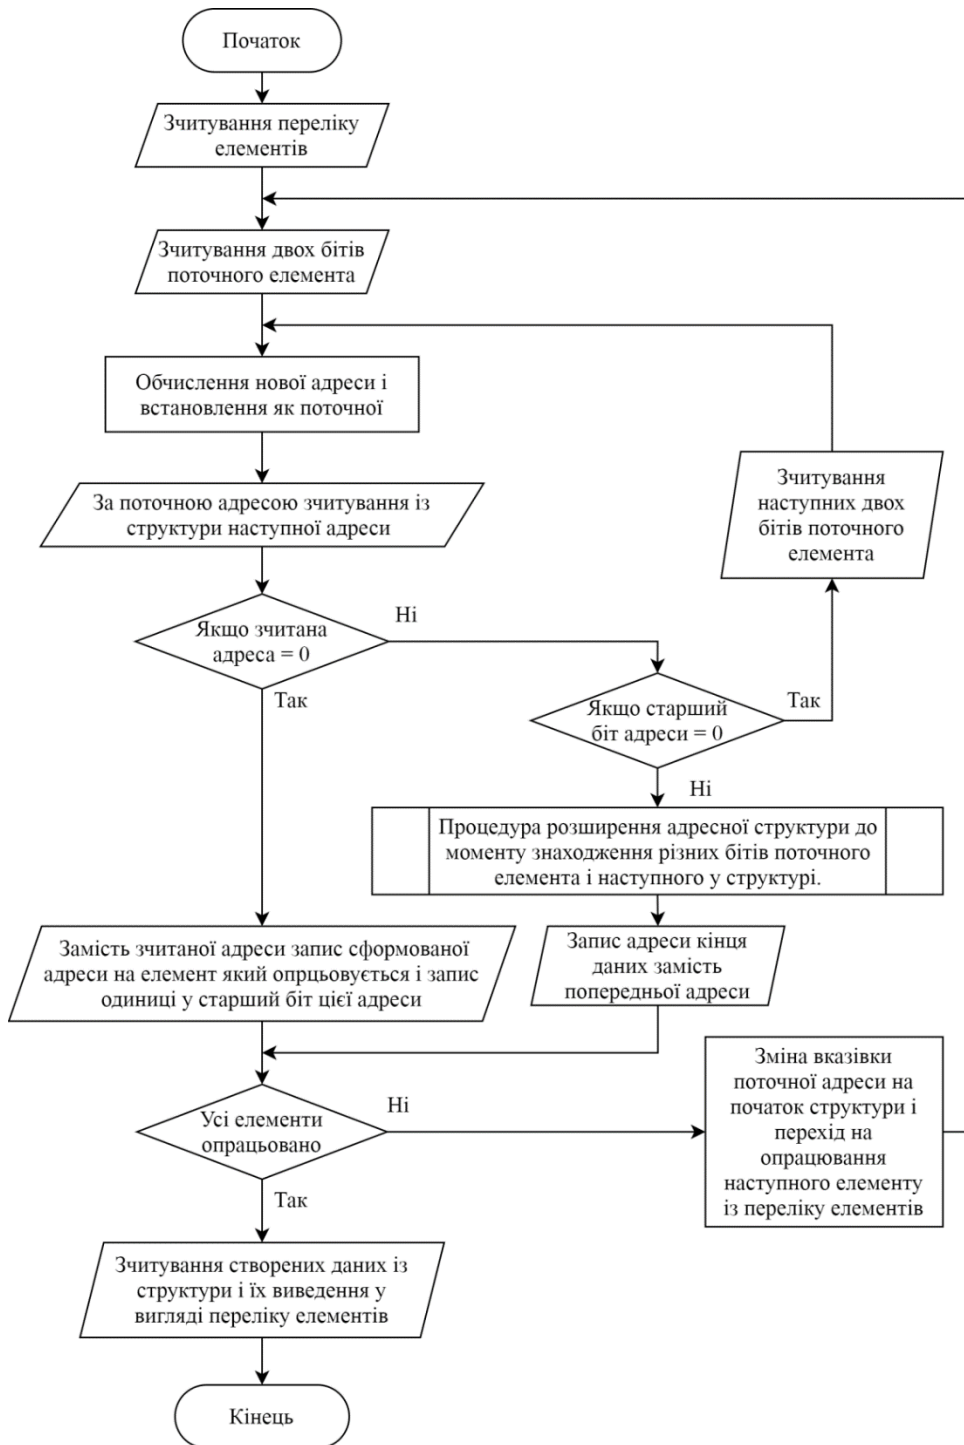 Початок
Зчитування переліку
елементів
Зчитування двох бітів
поточного елемента
Обчислення нової адреси і
встановлення як поточної
За поточною адресою зчитування із
структури наступної адреси
Зчитування
наступних двох
бітів поточного
елемента
Якщо зчитана
адреса = 0
Ні
Так
Якщо старший
біт адреси = 0
Так
Ні
Процедура розширення адресної структури до
моменту знаходження різних бітів поточного
елемента і наступного у структурі.
Замість зчитаної адреси запис сформованої
адреси на елемент який опрцьовується і запис
одиниці у старший біт цієї адреси
Запис адреси кінця
даних замість
попередньої адреси
Усі елементи
опрацьовано
Ні
Так
Зміна вказівки
поточної адреси на
початок структури і
перехід на
опрацювання
наступного елементу
із переліку елементів
Зчитування створених даних із
структури і їх виведення у
вигляді переліку елементів
Кінець